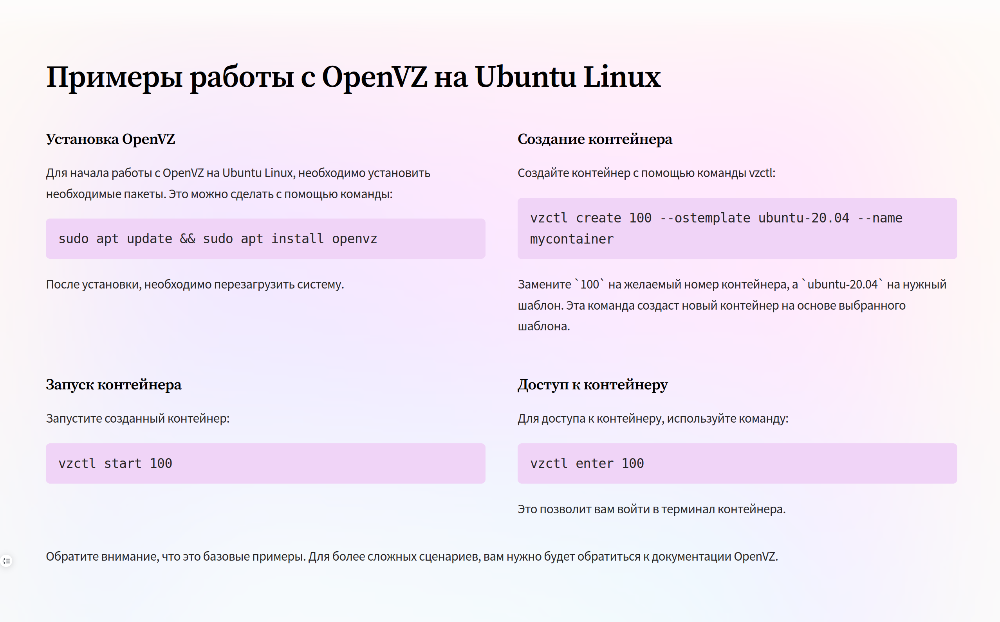 Примеры работы с OpenVZ на Ubuntu Linux
Установка OpenVZ
Для начала работы с OpenVZ на Ubuntu Linux, необходимо установить
необходимые пакеты. Это можно сделать с помощью команды:
sudo apt update && sudo apt install openvz
После установки, необходимо перезагрузить систему.
Создание контейнера
Создайте контейнер с помощью команды vzctl:
vzctl create 100 --ostemplate ubuntu-20.04 --name
mycontainer
Замените `100` на желаемый номер контейнера, а `ubuntu-20.04` на нужный
шаблон. Эта команда создаст новый контейнер на основе выбранного
шаблона.
Запуск контейнера
Запустите созданный контейнер:
vzctl start 100
Доступ к контейнеру
Для доступа к контейнеру, используйте команду:
vzctl enter 100
Это позволит вам войти в терминал контейнера.
Обратите внимание, что это базовые примеры. Для более сложных сценариев, вам нужно будет обратиться к документации OpenVZ.